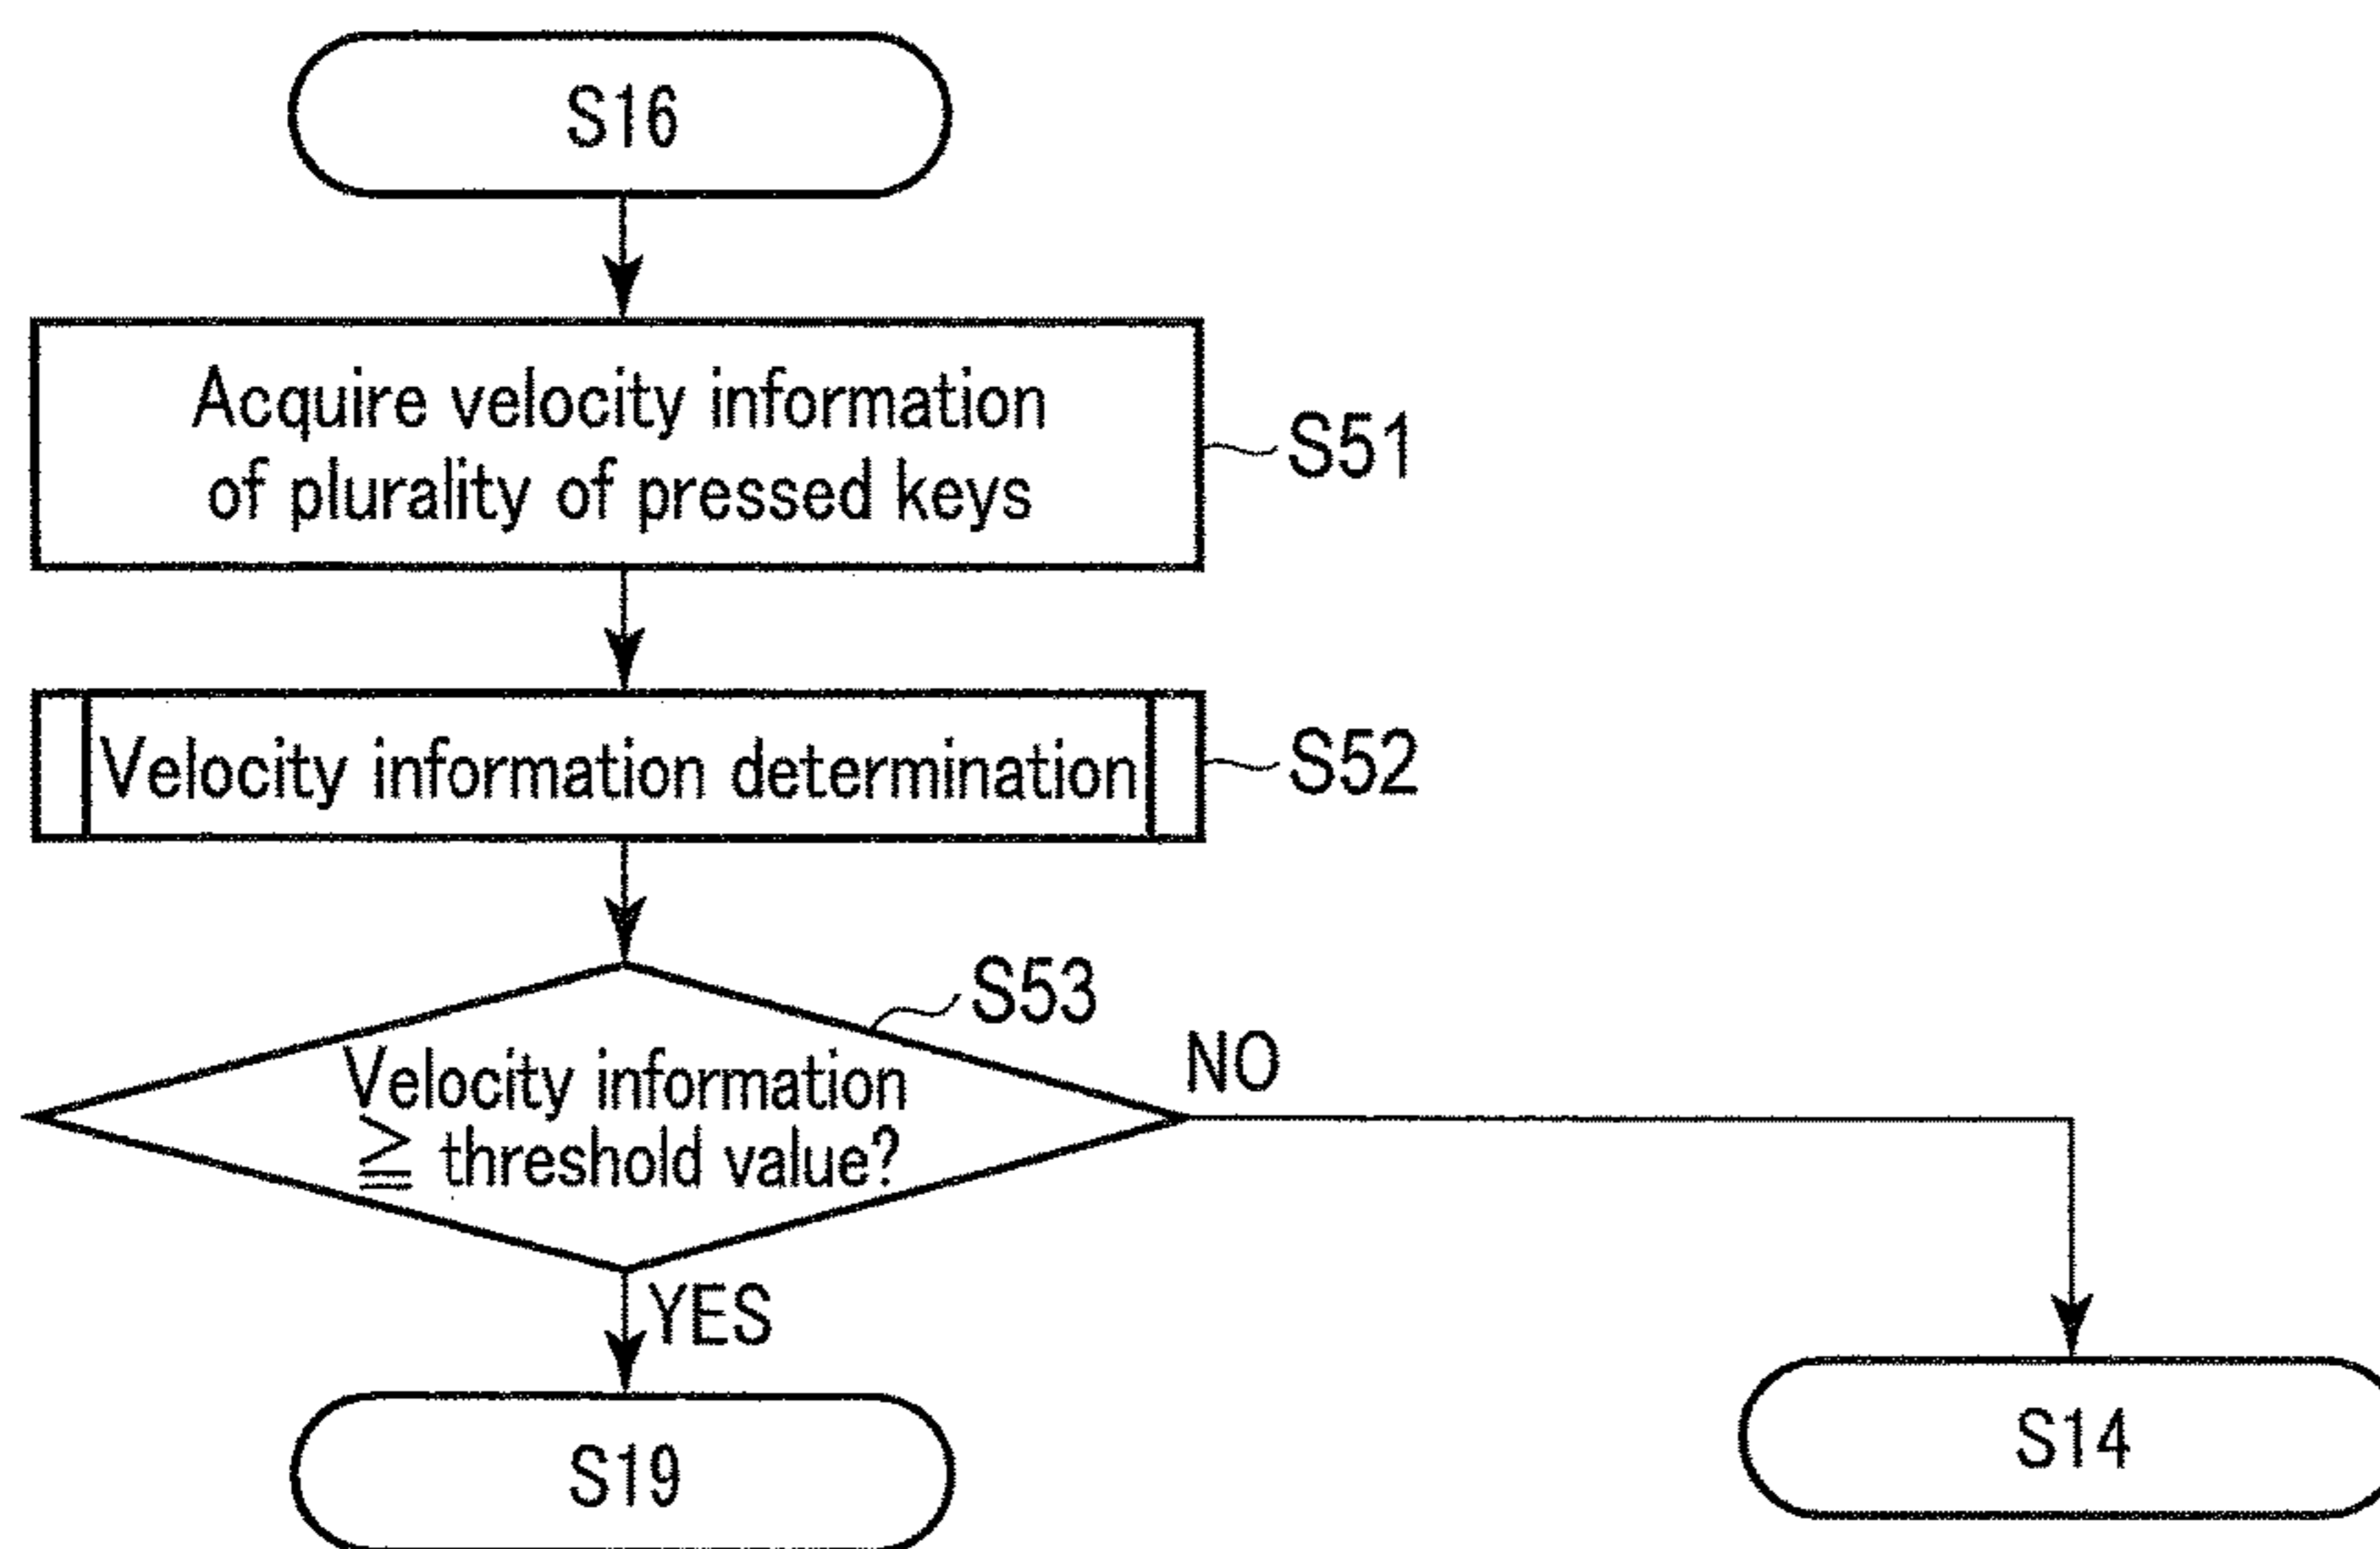 S16
Acquire velocity information
of plurality of pressed keys
S51
Velocity information determination
S52
S53
Velocity information
≧ threshold value?
NO
YES
S19
S14